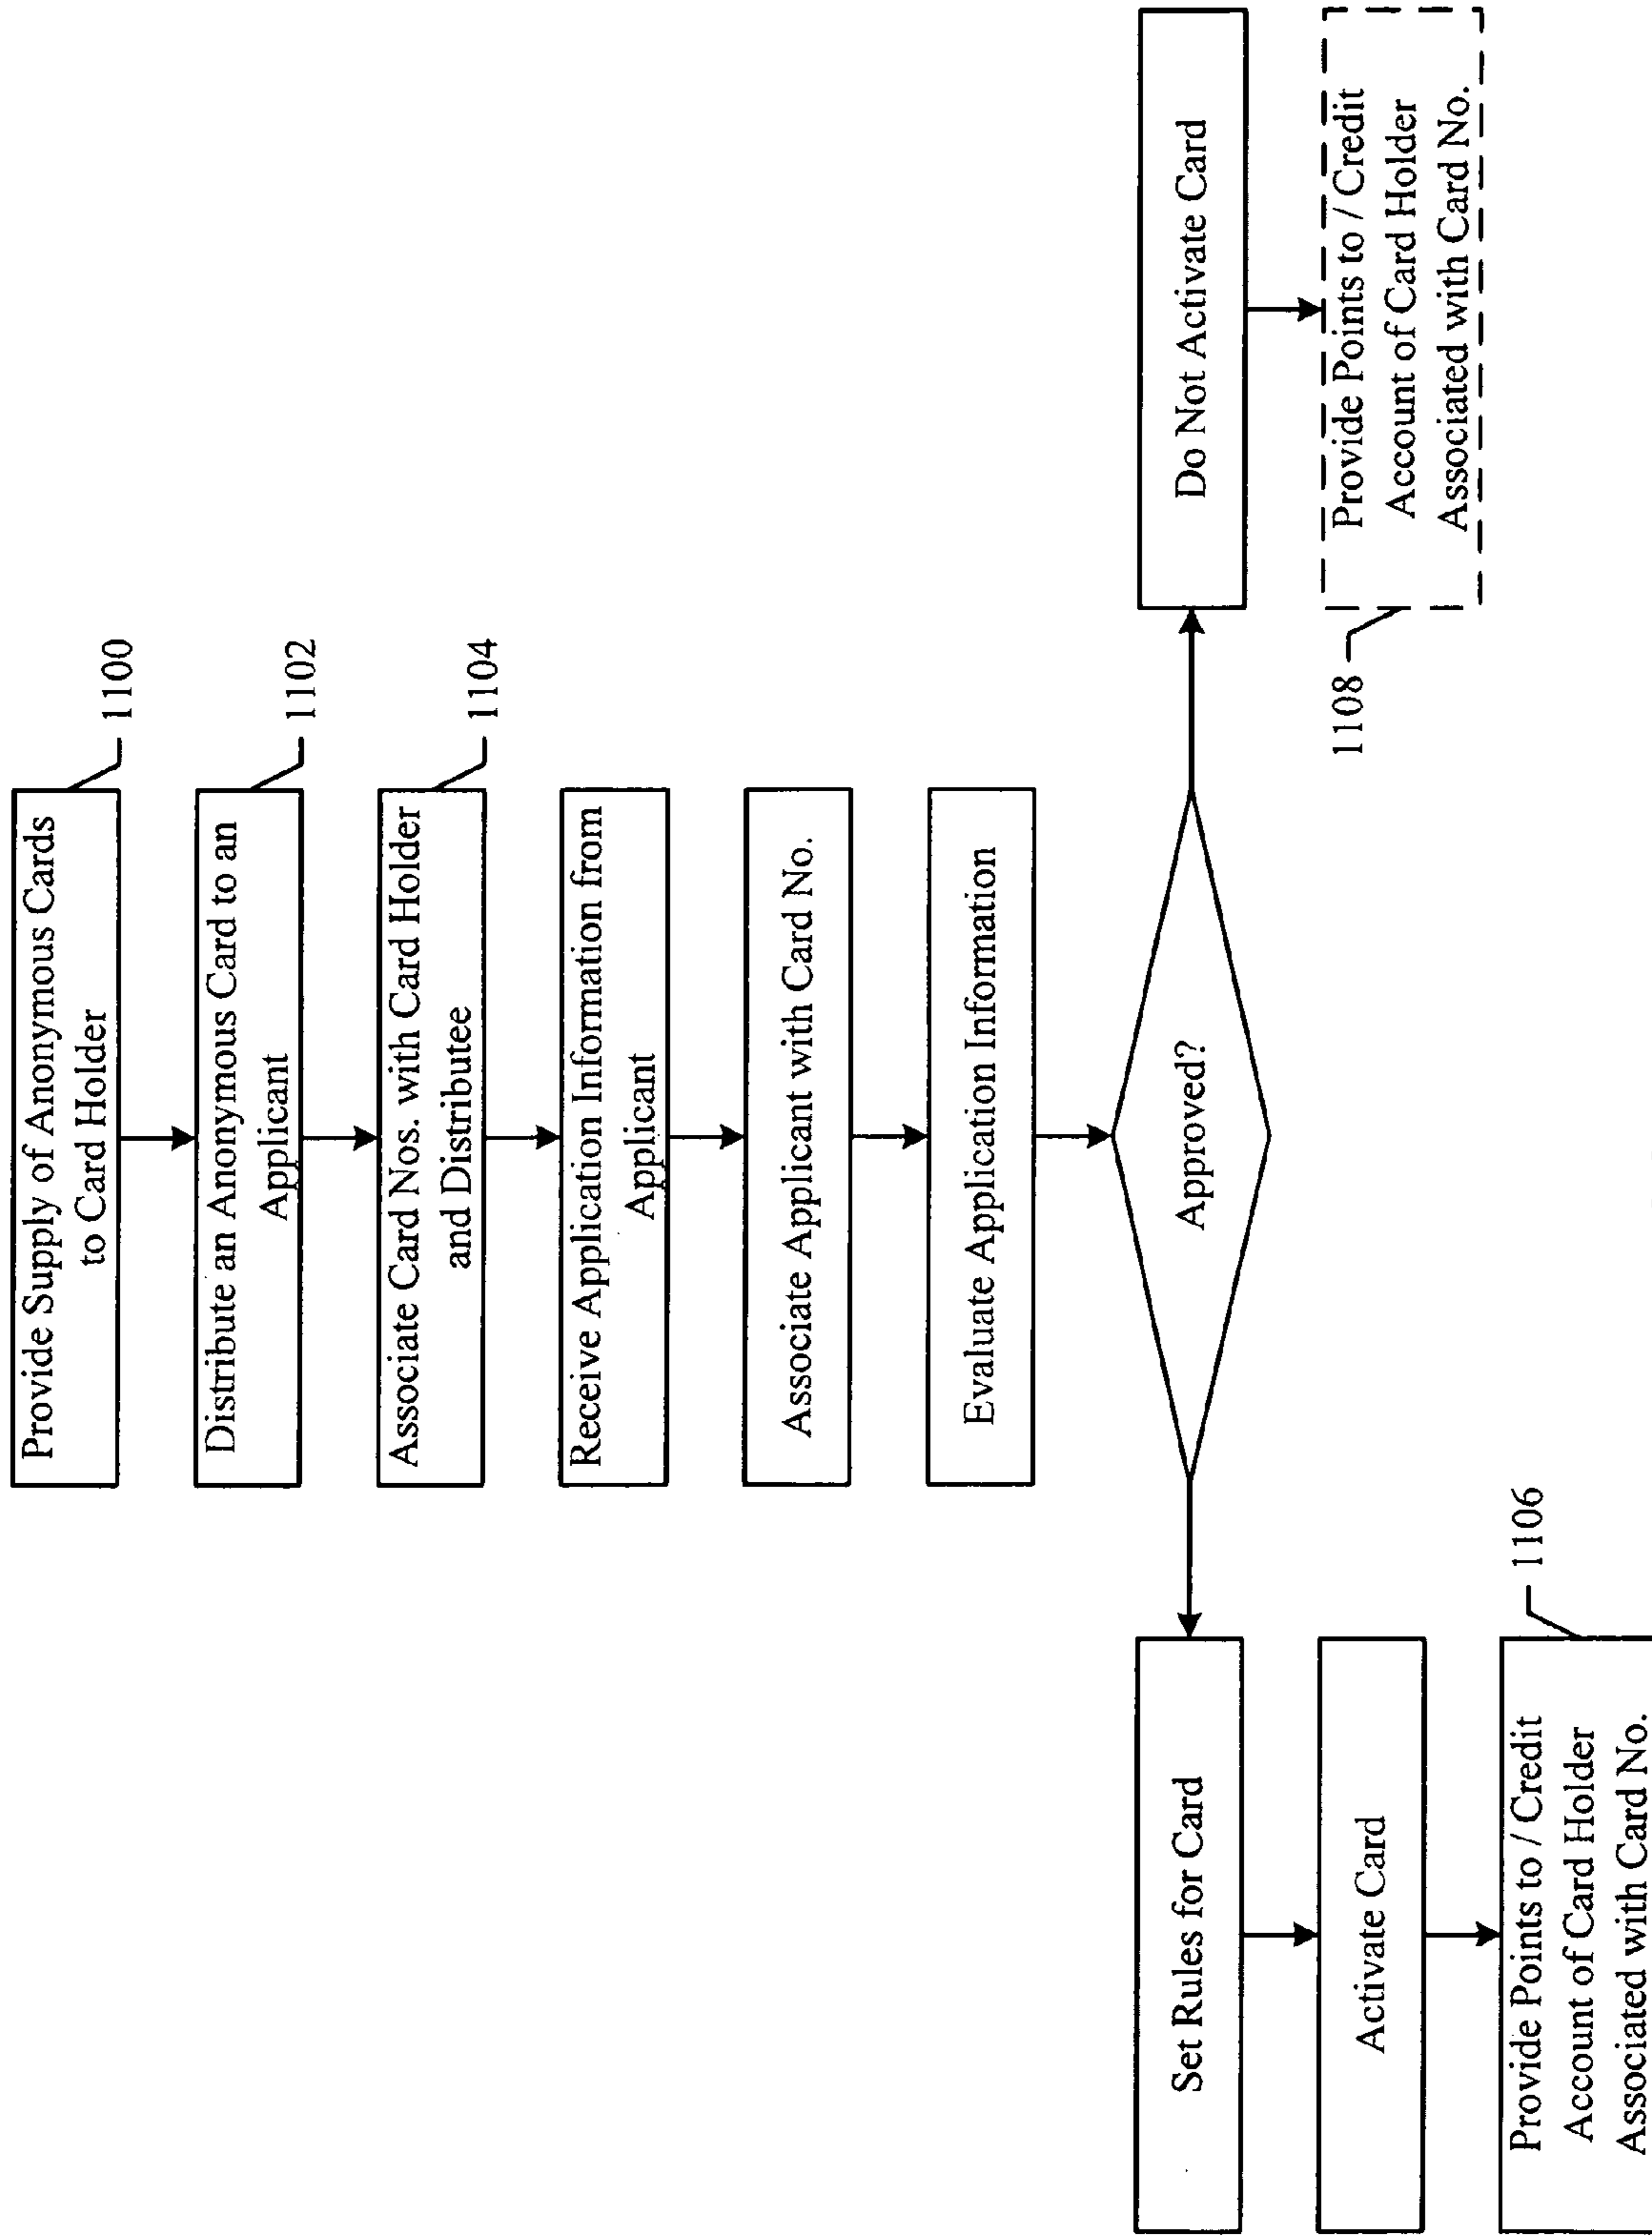 Provide Supply of Anonymous Cards
to Card Holder
1100
Distribute an Anonymous Card to an
Applicant
1102
Associate Card Nos. with Card Holder
and Distributee
1104
Receive Application Information from
Applicant
Associate Applicant with Card No.
Evaluate Application Information
Approved?
Set Rules for Card
Activate Card
Provide Points to / Credit
Account of Card Holder
Associated with Card No.
1106
Do Not Activate Card
Provide Points to / Credit
Account of Card Holder
Associated with Card No.
1108